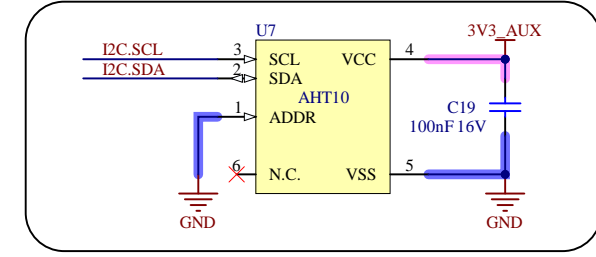 U7
3V3_AUX
I2C.SCL 3 SCL VCC 4
I2C.SDA 2 SDA
AHT10
1 ADDR
C19
100nF 16V
6 N.C. VSS 5
GND GND